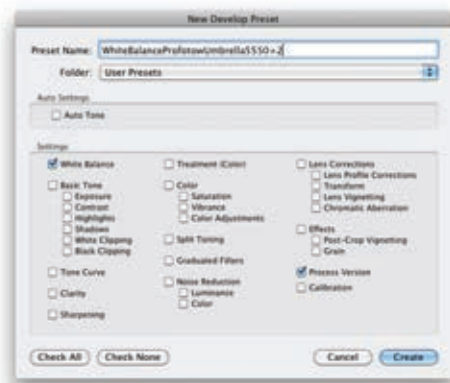 New Develop Preset
Preset Name: WhiteBalanceProfotowUmbrella5550+2
Folder: User Presets
Auto Settings
Auto Tone
Settings
White Balance
Basic Tone
Exposure
Contrast
Highlights
Shadows
White Clipping
Black Clipping
Tone Curve
Clarity
Sharpening
Treatment (Color)
Color
Saturation
Vibrance
Color Adjustments
Split Toning
Graduated Filters
Noise Reduction
Luminance
Color
Lens Corrections
Lens Profile Corrections
Transform
Lens Vignetting
Chromatic Aberration
Effects
Post-Crop Vignetting
Grain
Process Version
Calibration
Check All
Check None
Cancel
Create